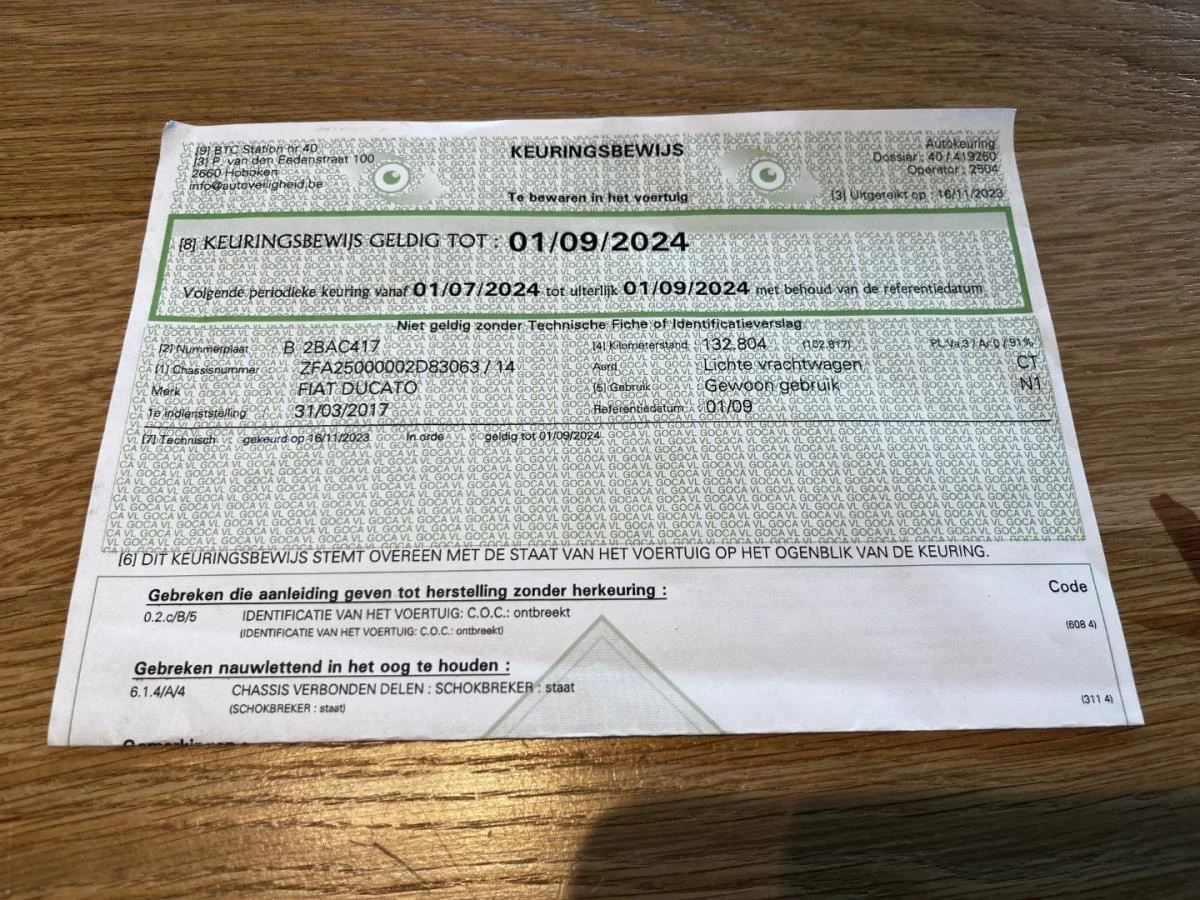 [9] BTC Station nr 40
[3] P. van den Eedenstraat 100
2660 Hoboken
info@autoveiligheid.be
KEURINGSBEWIJS
Te bewaren in het voertuig
Autokeuring
Dossier : 40 / 419260
Operator : 2504
[3] Uitgereikt op : 16/11/2023
[8] KEURINGSBEWIJS GELDIG TOT : 01/09/2024
Volgende periodieke keuring vanaf 01/07/2024 tot uiterlijk 01/09/2024 met behoud van de referentiedatum
Niet geldig zonder Technische Fiche of Identificatieverslag
[2] Nummerplaat B 2BAC417 [4] Kilometerstand : 132.804 (102.817)
[1] Chassisnummer ZFA25000002D83063 / 14 Aard : Lichte vrachtwagen CT
Merk FIAT DUCATO [5] Gebruik : Gewoon gebruik N1
1e indienststelling : 31/03/2017 Referentiedatum : 01/09
[7] Technisch : gekeurd op 16/11/2023 In orde : geldig tot 01/09/2024
[6] DIT KEURINGSBEWIJS STEMT OVEREEN MET DE STAAT VAN HET VOERTUIG OP HET OGENBLIK VAN DE KEURING.
Gebreken die aanleiding geven tot herstelling zonder herkeuring : Code
0.2.c/B/5 IDENTIFICATIE VAN HET VOERTUIG: C.O.C.: ontbreekt
(IDENTIFICATIE VAN HET VOERTUIG: C.O.C.: ontbreekt) (608 4)
Gebreken nauwlettend in het oog te houden :
6.1.4/A/4 CHASSIS VERBONDEN DELEN : SCHOKBREKER : staat
(SCHOKBREKER : staat) (311 4)